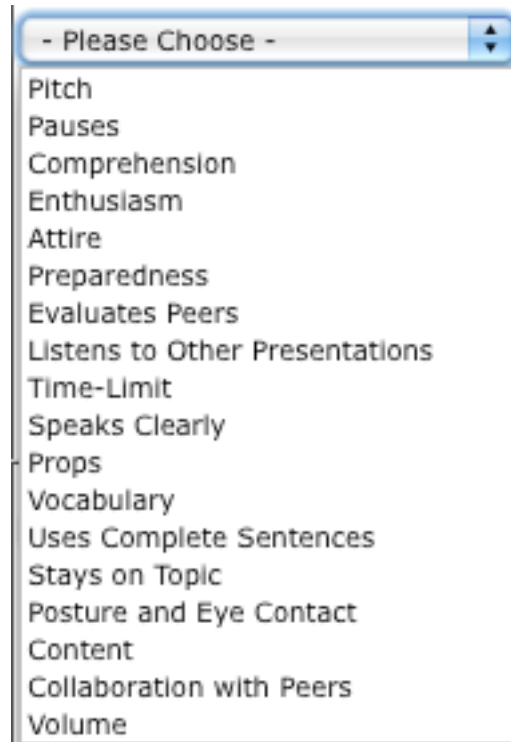 - Please Choose -
Pitch
Pauses
Comprehension
Enthusiasm
Attire
Preparedness
Evaluates Peers
Listens to Other Presentations
Time-Limit
Speaks Clearly
Props
Vocabulary
Uses Complete Sentences
Stays on Topic
Posture and Eye Contact
Content
Collaboration with Peers
Volume